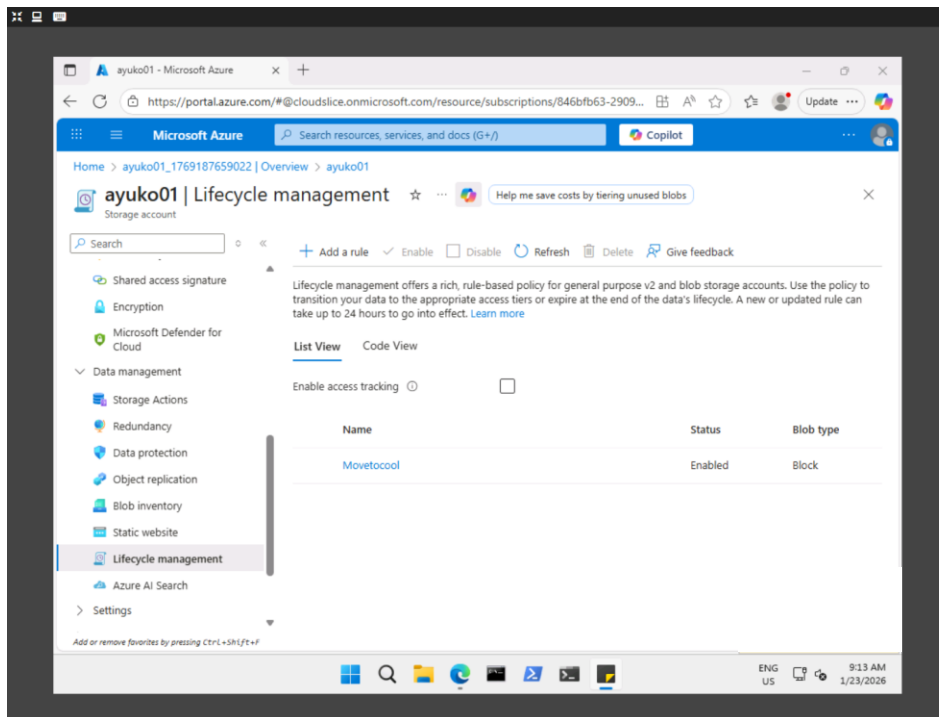 ayuko01 - Microsoft Azure
https://portal.azure.com/#@cloudslice.onmicrosoft.com/resource/subscriptions/846bfb63-2909...
Update
Microsoft Azure
Search resources, services, and docs (G+/)
Copilot
Home > ayuko01_1769187659022 | Overview > ayuko01
ayuko01 | Lifecycle management
Help me save costs by tiering unused blobs
Storage account
Search
Add a rule
Enable
Disable
Refresh
Delete
Give feedback
Shared access signature
Encryption
Microsoft Defender for
Cloud
Data management
Storage Actions
Redundancy
Data protection
Object replication
Blob inventory
Static website
Lifecycle management
Azure AI Search
Settings
Add or remove favorites by pressing Ctrl+Shift+F
Lifecycle management offers a rich, rule-based policy for general purpose v2 and blob storage accounts. Use the policy to
transition your data to the appropriate access tiers or expire at the end of the data's lifecycle. A new or updated rule can
take up to 24 hours to go into effect. Learn more
List View
Code View
Enable access tracking
Name
Status
Blob type
Movetocool
Enabled
Block
ENG
US
9:13 AM
1/23/2026